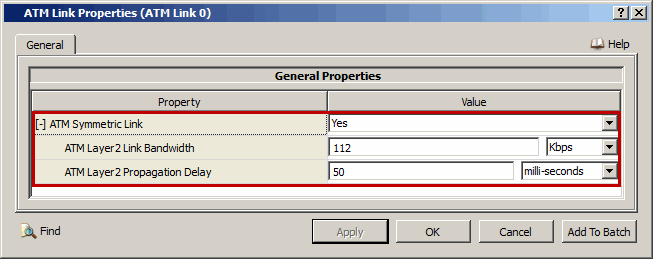 ATM Link Properties (ATM Link 0)
General
Help
General Properties
Property Value
[-] ATM Symmetric Link Yes
ATM Layer2 Link Bandwidth 112 Kbps
ATM Layer2 Propagation Delay 50 milli-seconds
Find Apply OK Cancel Add To Batch